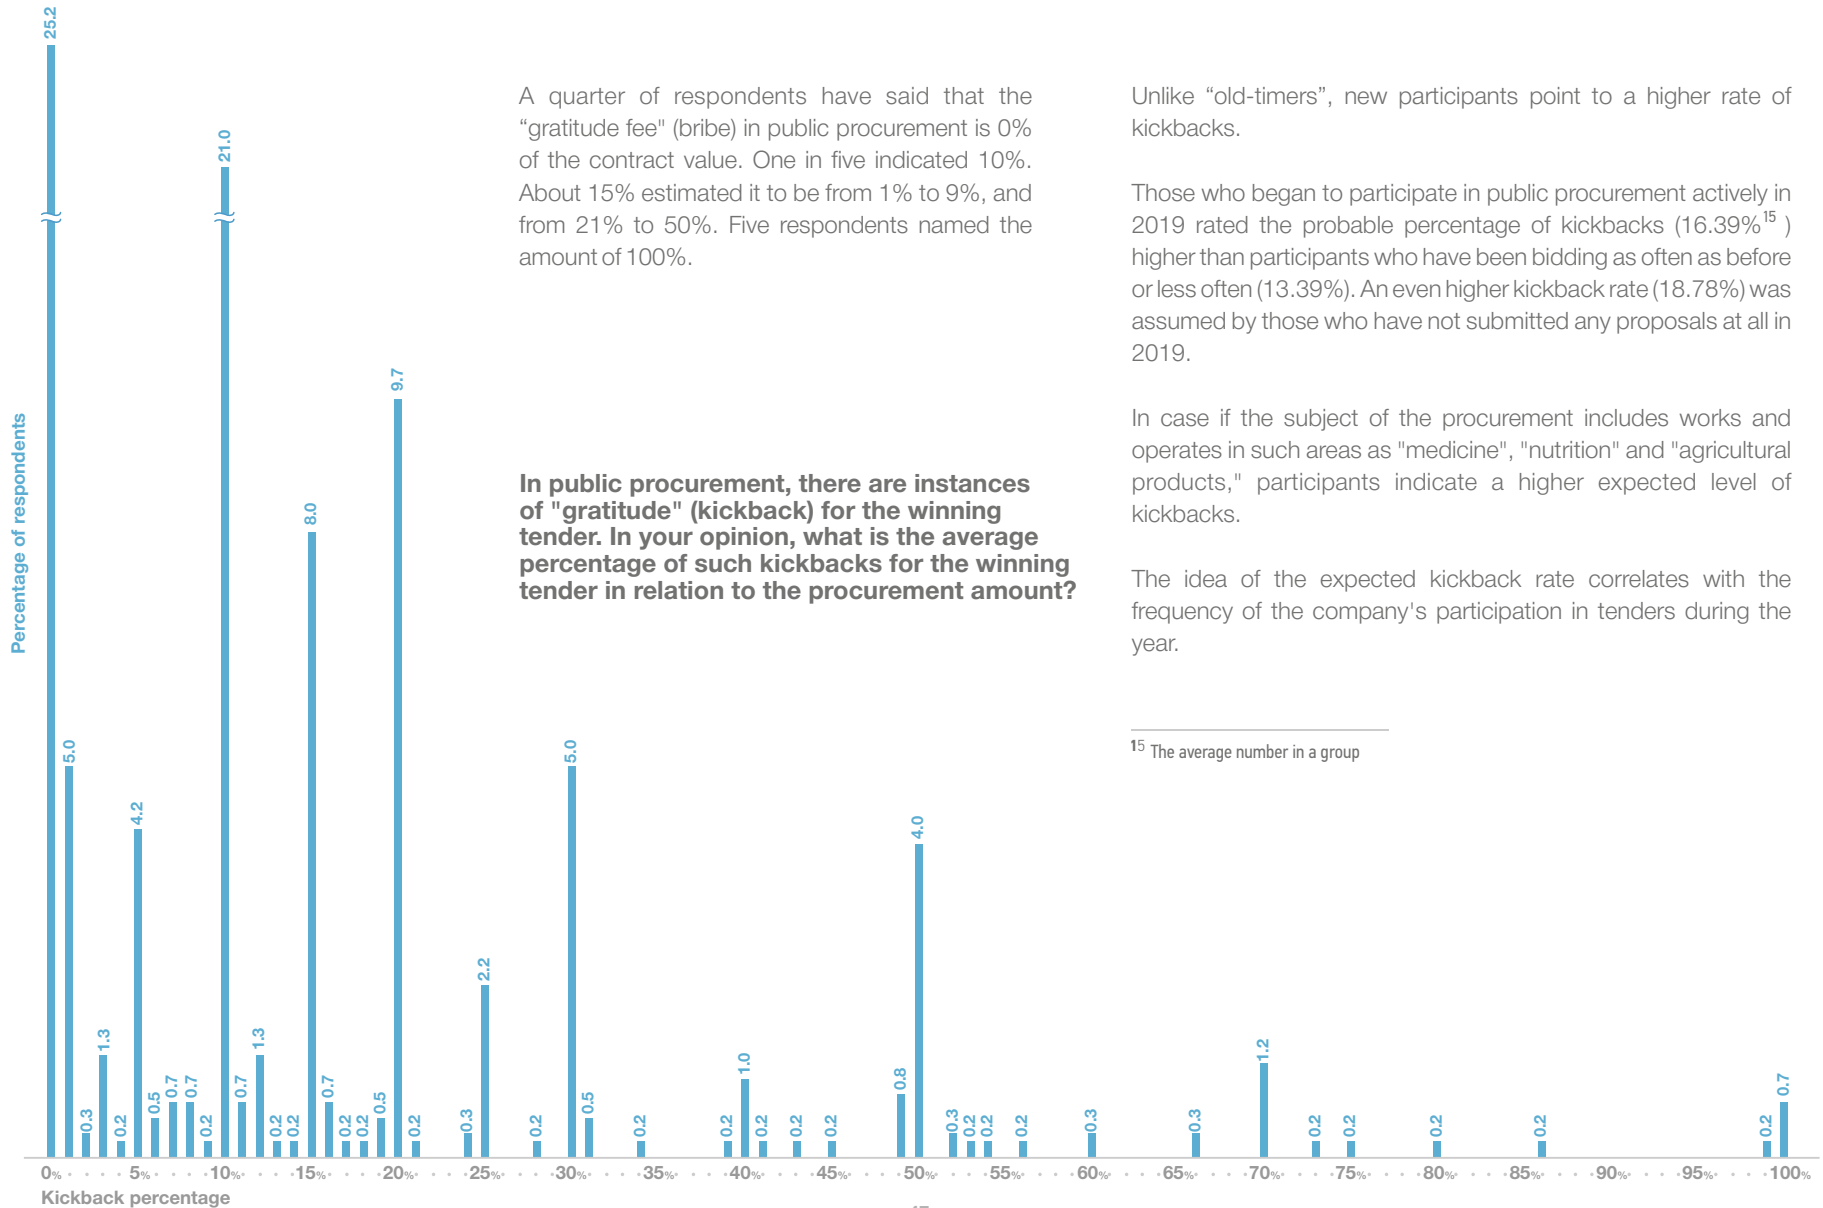 25.2
21.0
9.7
8.0
5.0
0.3
1.3
0.2
4.2
0.5
0.7
0.7
0.2
0.7
1.3
0.2
0.2
0.7
0.2
0.2
0.5
0.2
0.3
2.2
0.2
5.0
0.5
0.2
0.2
1.0
0.2
0.2
0.2
0.8
4.0
0.3
0.2
0.2
0.2
0.3
0.3
1.2
0.2
0.2
0.2
0.2
0.2
0.7
Percentage of respondents
0% 5% 10% 15% 20% 25% 30% 35% 40% 45% 50% 55% 60% 65% 70% 75% 80% 85% 90% 95% 100%
Kickback percentage
A quarter of respondents have said that the
“gratitude fee" (bribe) in public procurement is 0%
of the contract value. One in five indicated 10%.
About 15% estimated it to be from 1% to 9%, and
from 21% to 50%. Five respondents named the
amount of 100%.
In public procurement, there are instances
of "gratitude" (kickback) for the winning
tender. In your opinion, what is the average
percentage of such kickbacks for the winning
tender in relation to the procurement amount?
Unlike “old-timers”, new participants point to a higher rate of
kickbacks.
Those who began to participate in public procurement actively in
2019 rated the probable percentage of kickbacks (16.39%15 )
higher than participants who have been bidding as often as before
or less often (13.39%). An even higher kickback rate (18.78%) was
assumed by those who have not submitted any proposals at all in
2019.
In case if the subject of the procurement includes works and
operates in such areas as "medicine", "nutrition" and "agricultural
products," participants indicate a higher expected level of
kickbacks.
The idea of the expected kickback rate correlates with the
frequency of the company's participation in tenders during the
year.
15 The average number in a group